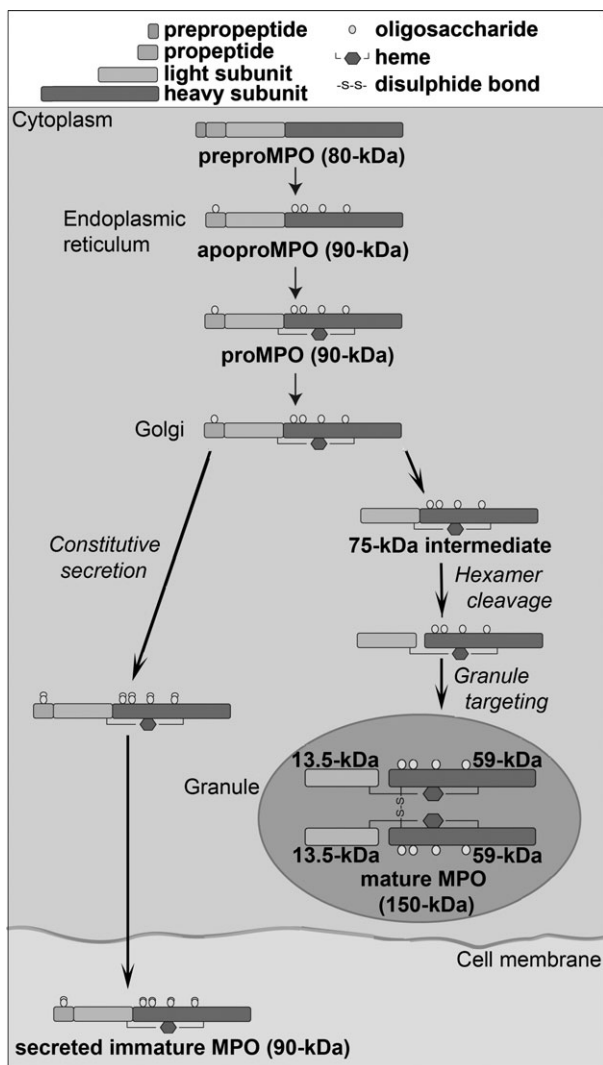 prepropeptide
propeptide
light subunit
heavy subunit
oligosaccharide
heme
-S-S- disulphide bond
Cytoplasm
preproMPO (80-kDa)
Endoplasmic
reticulum
apoproMPO (90-kDa)
proMPO (90-kDa)
Golgi
Constitutive
secretion
75-kDa intermediate
Hexamer
cleavage
Granule
targeting
Granule
13.5-kDa 59-kDa
S-S
13.5-kDa 59-kDa
mature MPO
(150-kDa)
Cell membrane
secreted immature MPO (90-kDa)